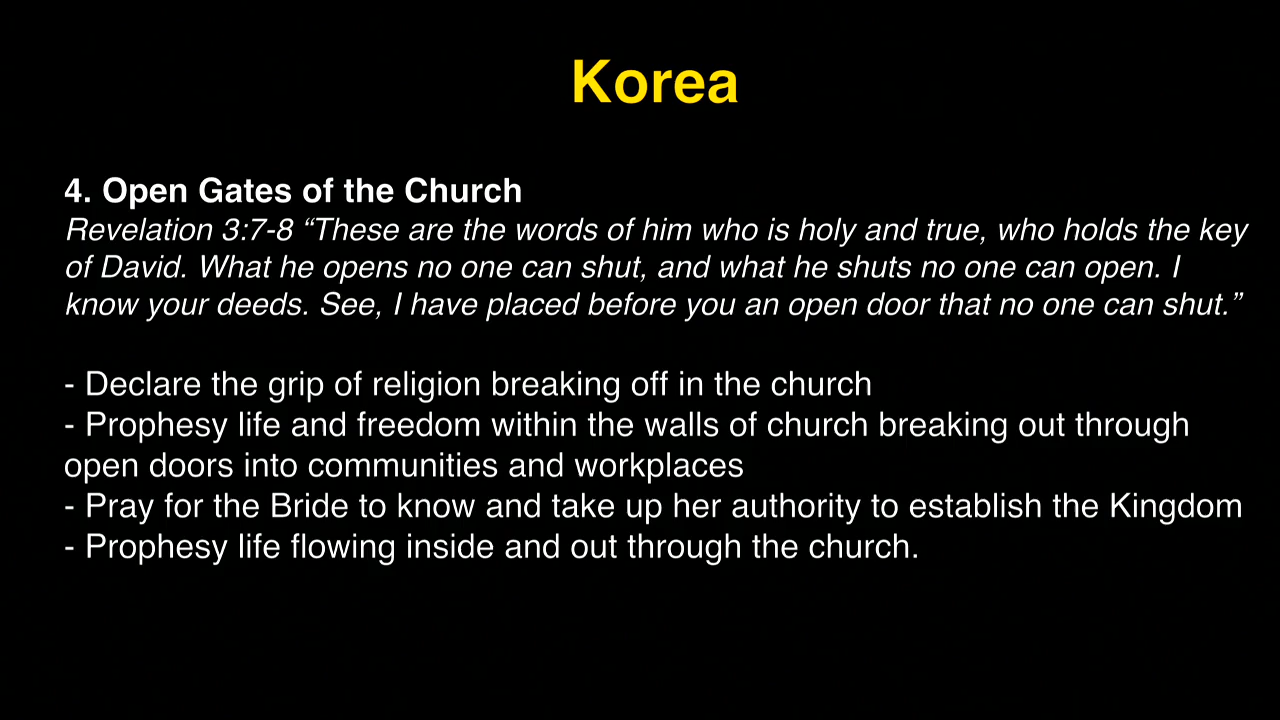 Korea
4. Open Gates of the Church
Revelation 3:7-8 “These are the words of him who is holy and true, who holds the key
of David. What he opens no one can shut, and what he shuts no one can open. I
know your deeds. See, I have placed before you an open door that no one can shut.”
- Declare the grip of religion breaking off in the church
- Prophesy life and freedom within the walls of church breaking out through
open doors into communities and workplaces
- Pray for the Bride to know and take up her authority to establish the Kingdom
- Prophesy life flowing inside and out through the church.